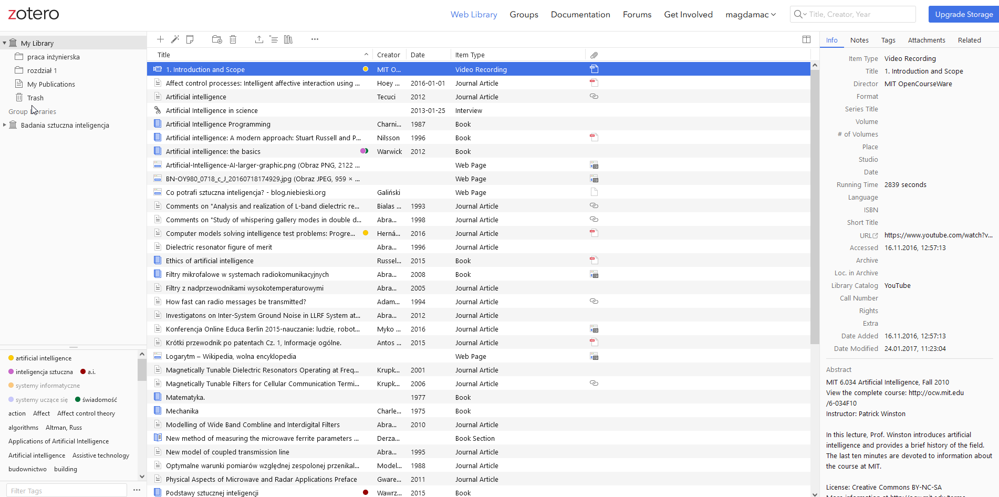 zotero
Web Library Groups Documentation Forums Get Involved magdamac Title, Creator, Year Upgrade Storage
My Library
praca inżynierska
rozdział 1
My Publications
Trash
Group Libraries
Badania sztuczna inteligencja
artificial intelligence
inteligencja sztuczna a.i.
systemy informatyczne
systemy uczące się świadomość
action Affect Affect control theory
algorithms Altman, Russ
Applications of Artificial Intelligence
Artificial intelligence Assistive technology
budownictwo building
Filter Tags
Title Creator Date Item Type
1. Introduction and Scope MIT O... Video Recording
Affect control processes: Intelligent affective interaction using ... Hoey ... 2016-01-01 Journal Article
Artificial intelligence Tecuci 2012 Journal Article
Artificial Intelligence in science 2013-01-25 Interview
Artificial Intelligence Programming Charni... 1987 Book
Artificial intelligence: A modern approach: Stuart Russell and P... Nilsson 1996 Book
Artificial intelligence: the basics Warwick 2012 Book
Artificial-Intelligence-AI-larger-graphic.png (Obraz PNG, 2122 ... Web Page
BN-OY980_0718_c_J_20160718174929.jpg (Obraz JPEG, 959 × ... Web Page
Co potrafi sztuczna inteligencja? - blog.niebieski.org Galiński Web Page
Comments on "Analysis and realization of L-band dielectric re... Bialas ... 1993 Journal Article
Comments on "Study of whispering gallery modes in double d... Abra... 1998 Journal Article
Computer models solving intelligence test problems: Progre... Herná... 2016 Journal Article
Dielectric resonator figure of merit Abra... 1996 Journal Article
Ethics of artificial intelligence Russel... 2015 Book
Filtry mikrofalowe w systemach radiokomunikacyjnych Abra... 2008 Book
Filtry z nadprzewodnikami wysokotemperaturowymi Abra... 2005 Journal Article
How fast can radio messages be transmitted? Adam... 1994 Journal Article
Investigatons on Inter-System Ground Noise in LLRF System at... Abra... 2012 Journal Article
Konferencja Online Educa Berlin 2015-nauczanie: ludzie, robot... Myko ... 2016 Journal Article
Krótki przewodnik po patentach Cz. 1, Informacje ogólne. Antos ... 2015 Journal Article
Logarytm – Wikipedia, wolna encyklopedia Web Page
Magnetically Tunable Dielectric Resonators Operating at Freq... Krupk... 2001 Journal Article
Magnetically Tunable Filters for Cellular Communication Termi... Krupk... 2006 Journal Article
Matematyka. 1977 Book
Mechanika Charle... 1975 Book
Modelling of Wide Band Combline and Interdigital Filters Abra... 2010 Journal Article
New method of measuring the microwave ferrite parameters ... Derza... Book Section
New model of coupled transmission line Abra... 1995 Journal Article
Optymalne warunki pomiarów względnej zespolonej przenikal... Model... 1988 Journal Article
Physical Aspects of Microwave and Radar Applications Preface Gware... 2011 Journal Article
Podstawy sztucznej inteligencji Wawrz... 2015 Book
Info Notes Tags Attachments Related
Item Type Video Recording
Title 1. Introduction and Scope
Director MIT OpenCourseWare
Format
Series Title
Volume
# of Volumes
Place
Studio
Date
Running Time 2839 seconds
Language
ISBN
Short Title
URL https://www.youtube.com/watch?v...
Accessed 16.11.2016, 12:57:13
Archive
Loc. in Archive
Library Catalog YouTube
Call Number
Rights
Extra
Date Added 16.11.2016, 12:57:13
Date Modified 24.01.2017, 11:23:04
Abstract
MIT 6.034 Artificial Intelligence, Fall 2010
View the complete course: http://ocw.mit.edu
/6-034F10
Instructor: Patrick Winston
In this lecture, Prof. Winston introduces artificial
intelligence and provides a brief history of the field.
The last ten minutes are devoted to information about
the course at MIT.
License: Creative Commons BY-NC-SA
More information at http://ocw.mit.edu/terms